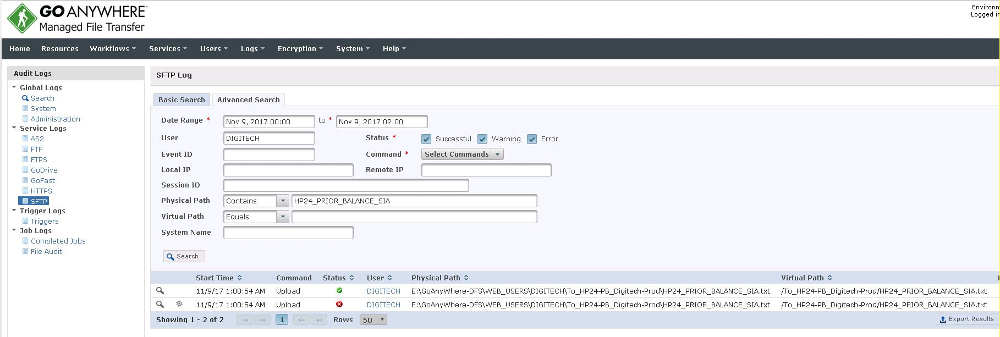 GO ANYWHERE™
Managed File Transfer
Environm
Logged in
Home Resources Workflows Services Users Logs Encryption System Help
Audit Logs
Global Logs
Search
System
Administration
Service Logs
AS2
FTP
FTPS
GoDrive
GoFast
HTTPS
SFTP
Trigger Logs
Triggers
Job Logs
Completed Jobs
File Audit
SFTP Log
Basic Search Advanced Search
Date Range * Nov 9, 2017 00:00 to * Nov 9, 2017 02:00
User DIGITECH Status * Successful Warning Error
Event ID Command * Select Commands
Local IP Remote IP
Session ID
Physical Path Contains HP24_PRIOR_BALANCE_SIA
Virtual Path Equals
System Name
Search
Start Time Command Status User Physical Path Virtual Path
11/9/17 1:00:54 AM Upload DIGITECH E:\GoAnyWhere-DFS\WEB_USERS\DIGITECH\To_HP24-PB_Digitech-Prod\HP24_PRIOR_BALANCE_SIA.txt /To_HP24-PB_Digitech-Prod/HP24_PRIOR_BALANCE_SIA.txt
11/9/17 1:00:54 AM Upload DIGITECH E:\GoAnyWhere-DFS\WEB_USERS\DIGITECH\To_HP24-PB_Digitech-Prod\HP24_PRIOR_BALANCE_SIA.txt /To_HP24-PB_Digitech-Prod/HP24_PRIOR_BALANCE_SIA.txt
Showing 1 - 2 of 2 1 Rows 50 Export Results